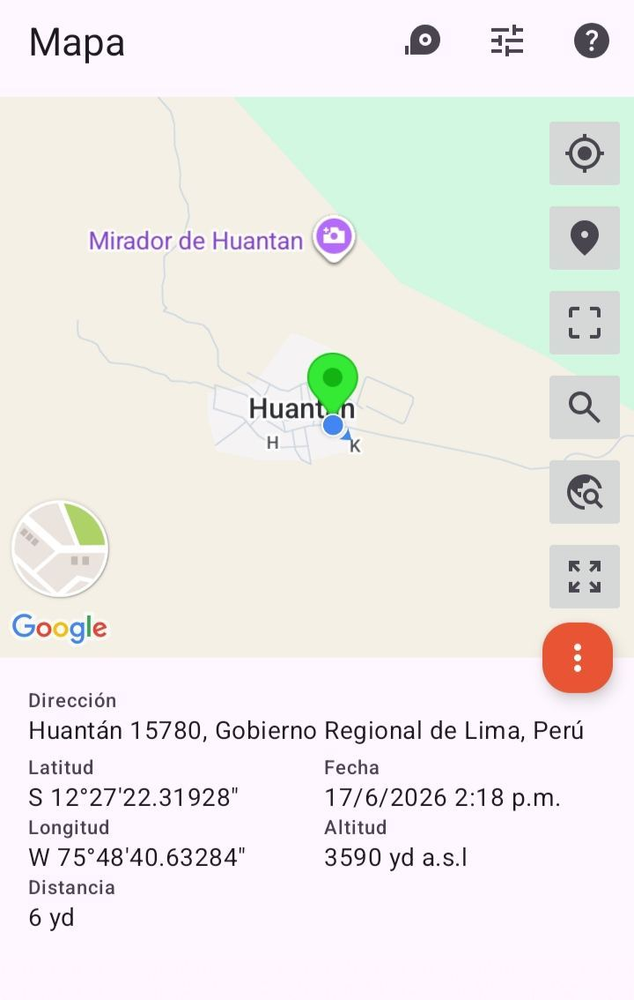 Mapa
Mirador de Huantan
Huantán
H
K
Google
Dirección
Huantán 15780, Gobierno Regional de Lima, Perú
Latitud
S 12°27'22.31928"
Fecha
17/6/2026 2:18 p.m.
Longitud
W 75°48'40.63284"
Altitud
3590 yd a.s.l
Distancia
6 yd